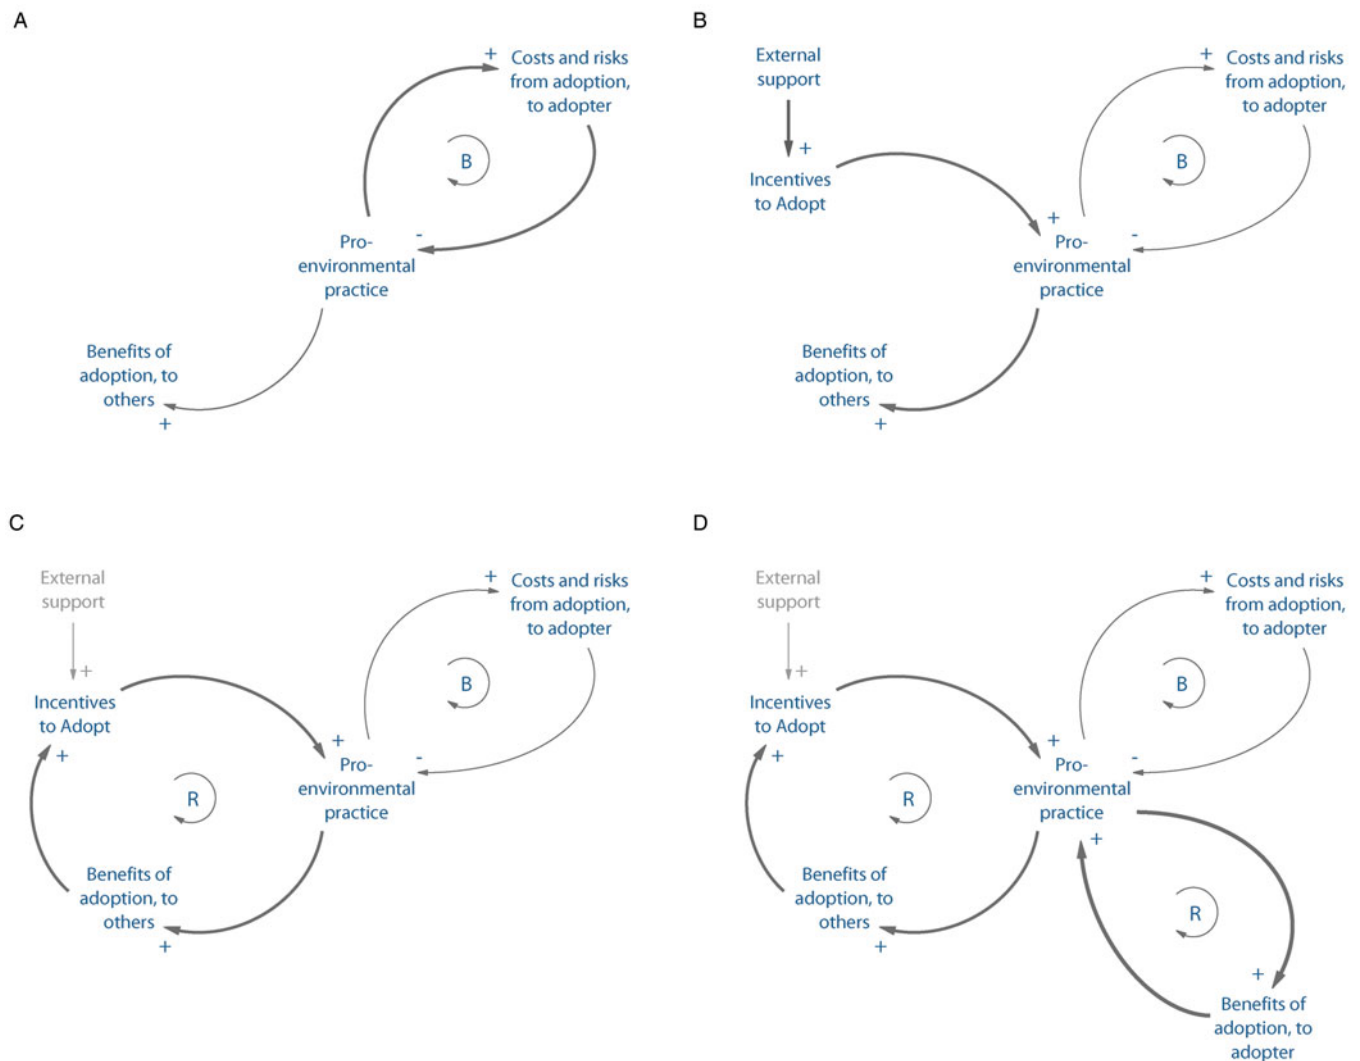 A
+
Costs and risks
from adoption,
to adopter
B
-
Pro-
environmental
practice
Benefits of
adoption, to
others
+
B
External
support
+
Incentives
to Adopt
+
Costs and risks
from adoption,
to adopter
B
+
-
Pro-
environmental
practice
Benefits of
adoption, to
others
+
C
External
support
+
Incentives
to Adopt
+
+
Costs and risks
from adoption,
to adopter
B
+
-
Pro-
environmental
practice
R
Benefits of
adoption, to
others
+
D
External
support
+
Incentives
to Adopt
+
+
Costs and risks
from adoption,
to adopter
B
+
-
Pro-
environmental
practice
+
R
Benefits of
adoption, to
others
+
R
+
Benefits of
adoption, to
adopter